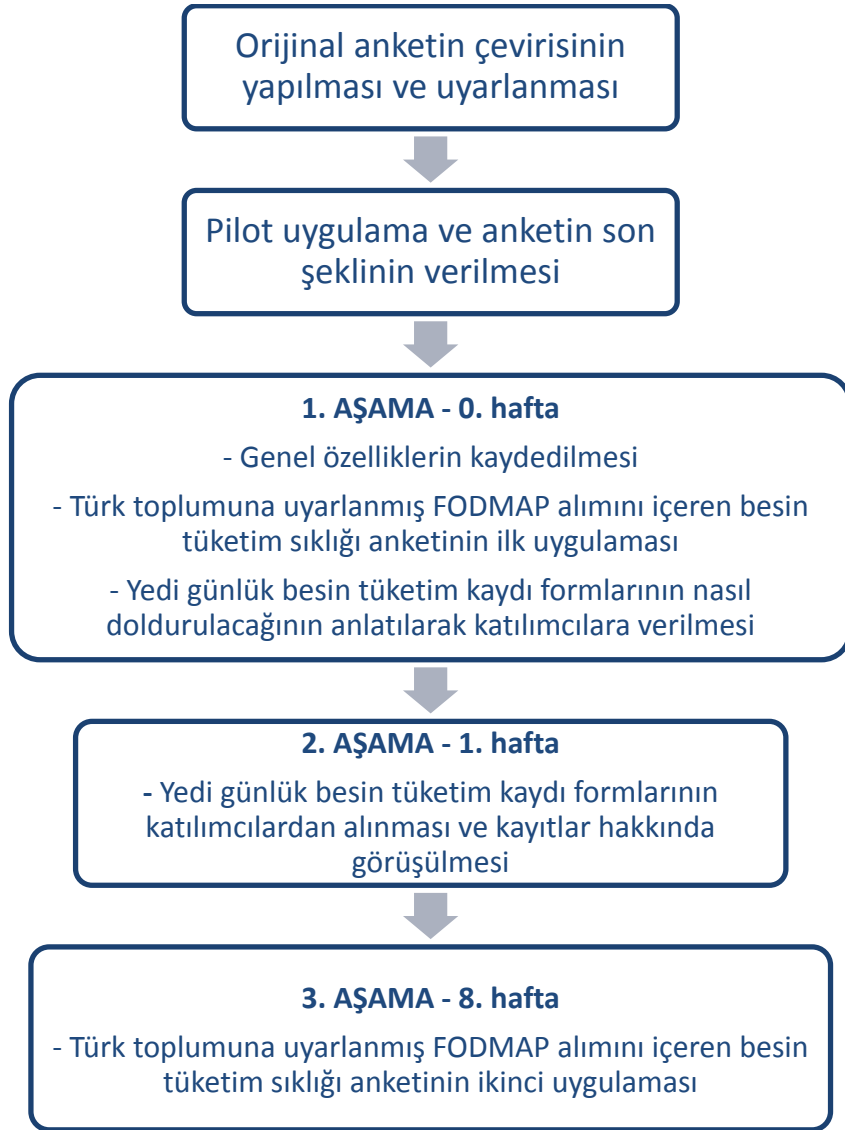 Orijinal anketin çevirisinin
yapılması ve uyarlanması
Pilot uygulama ve anketin son
şeklinin verilmesi
1. AŞAMA - 0. hafta
- Genel özelliklerin kaydedilmesi
- Türk toplumuna uyarlanmış FODMAP alımını içeren besin
tüketim sıklığı anketinin ilk uygulaması
- Yedi günlük besin tüketim kaydı formlarının nasıl
doldurulacağının anlatılarak katılımcılara verilmesi
2. AŞAMA - 1. hafta
- Yedi günlük besin tüketim kaydı formlarının
katılımcılardan alınması ve kayıtlar hakkında
görüşülmesi
3. AŞAMA - 8. hafta
- Türk toplumuna uyarlanmış FODMAP alımını içeren besin
tüketim sıklığı anketinin ikinci uygulaması